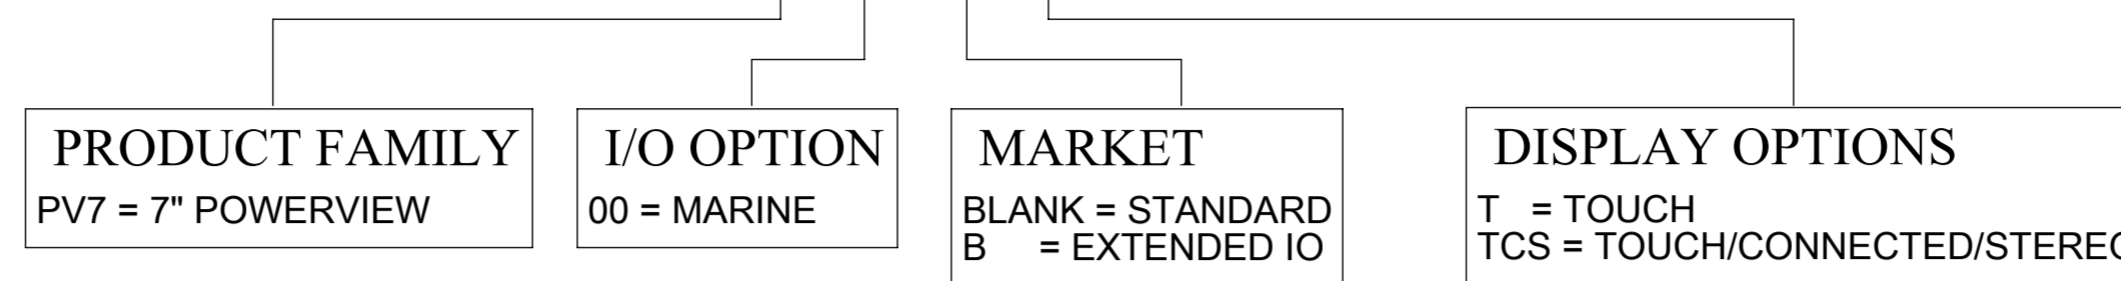 PRODUCT FAMILY
PV7 = 7" POWERVIEW
I/O OPTION
00 = MARINE
MARKET
BLANK = STANDARD
B = EXTENDED IO
DISPLAY OPTIONS
T = TOUCH
TCS = TOUCH/CONNECTED/STEREO